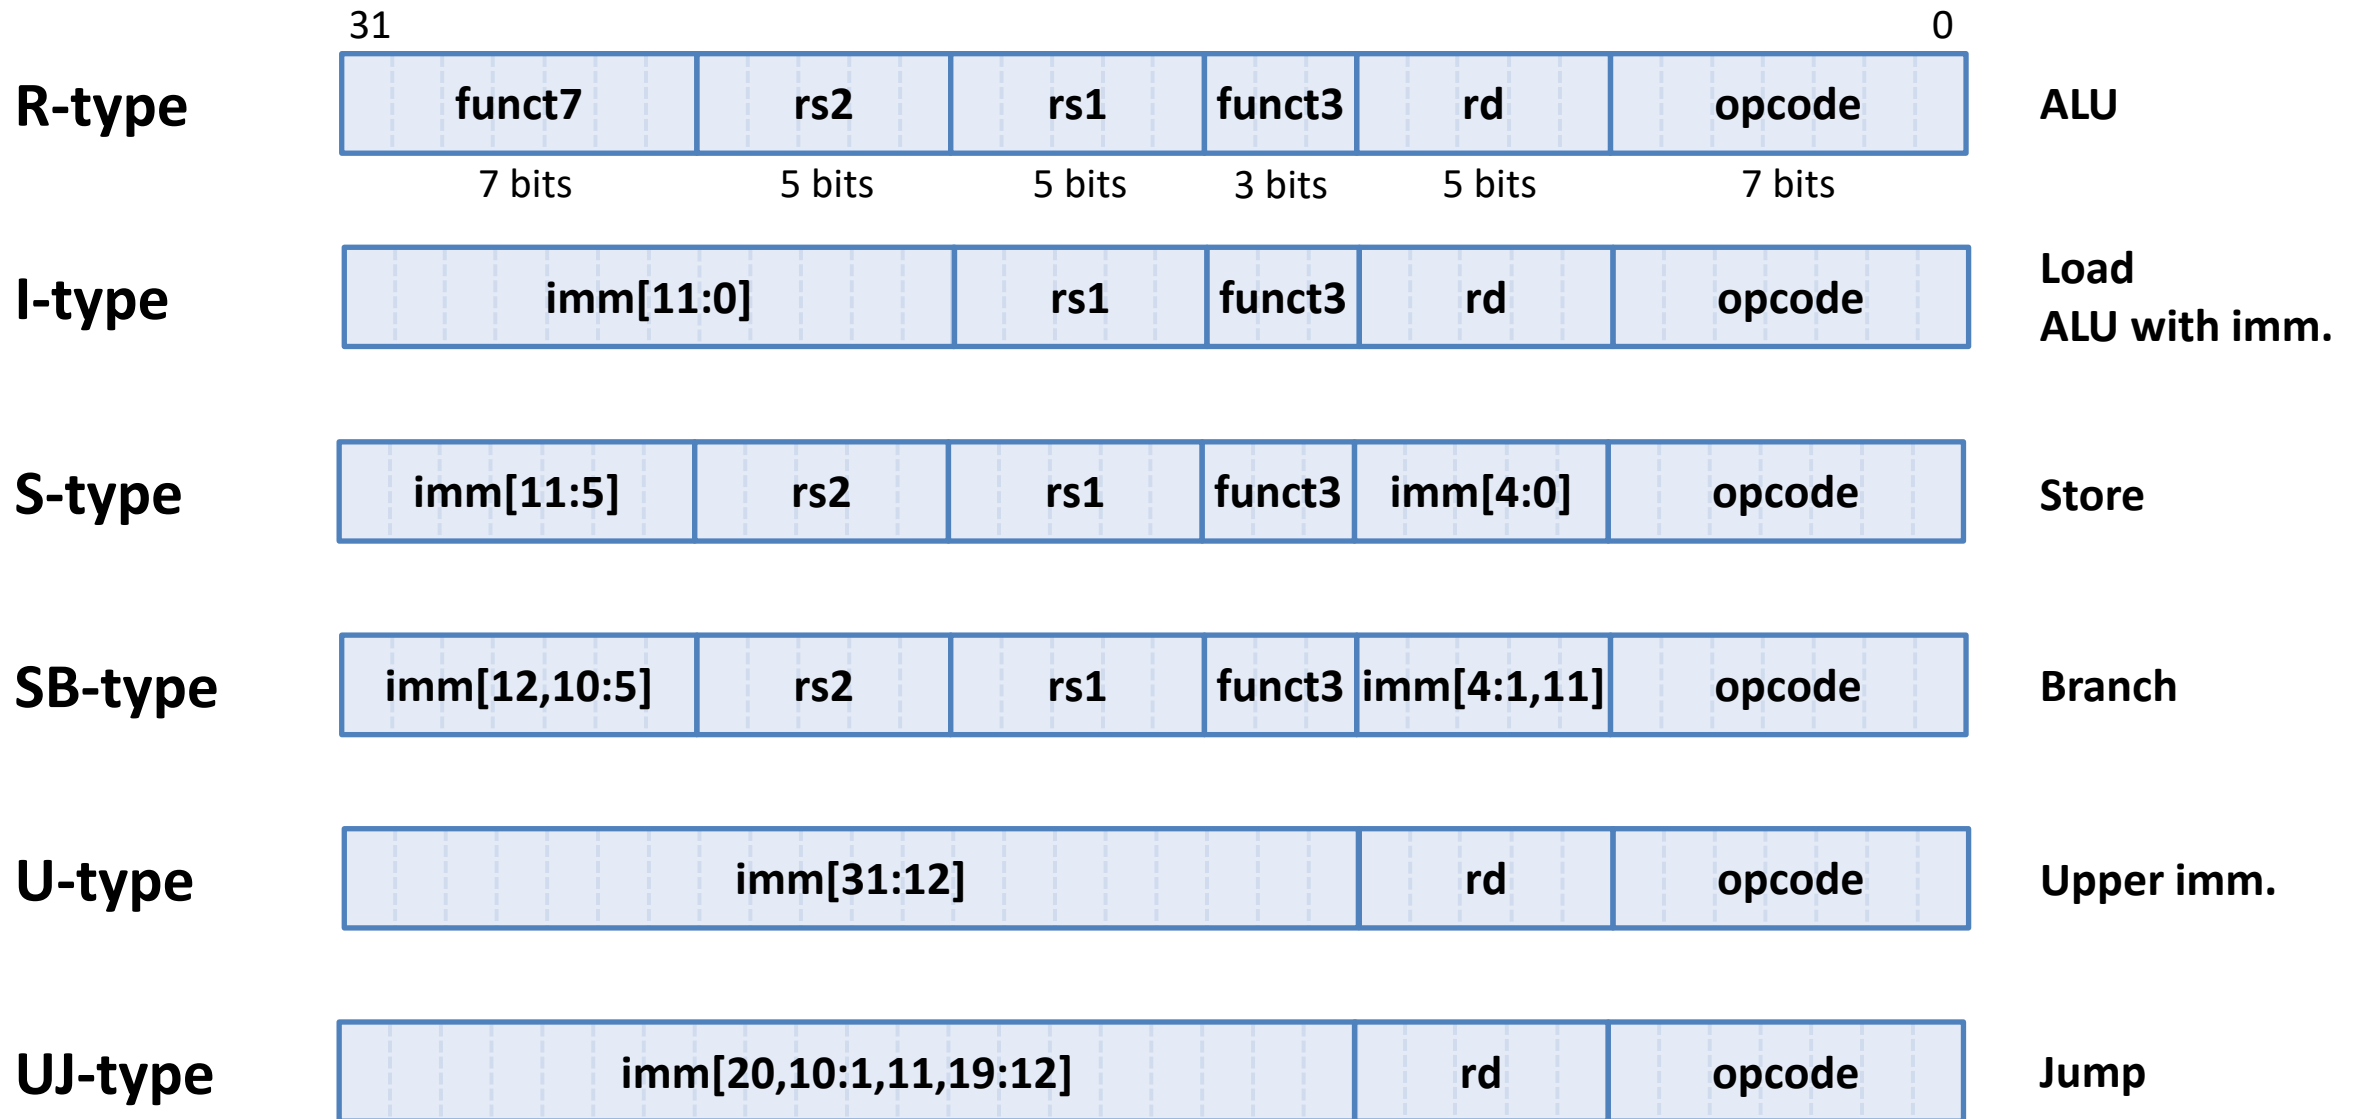 31 0
R-type funct7 rs2 rs1 funct3 rd opcode ALU
7 bits 5 bits 5 bits 3 bits 5 bits 7 bits
I-type imm[11:0] rs1 funct3 rd opcode Load
ALU with imm.
S-type imm[11:5] rs2 rs1 funct3 imm[4:0] opcode Store
SB-type imm[12,10:5] rs2 rs1 funct3 imm[4:1,11] opcode Branch
U-type imm[31:12] rd opcode Upper imm.
UJ-type imm[20,10:1,11,19:12] rd opcode Jump